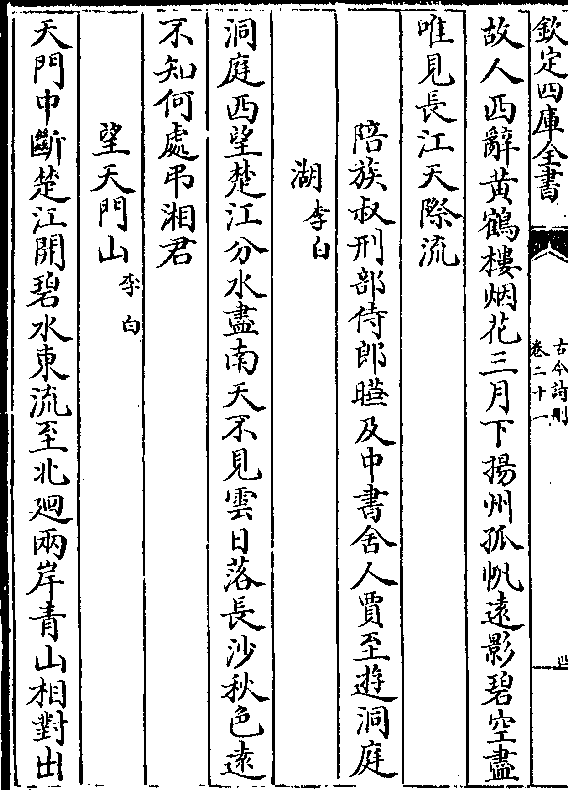 欽定四庫全書
古今詩刪
卷二十一
故人西辭黃鶴樓烟花三月下揚州孤帆遠影碧空盡
唯見長江天際流
陪族叔刑部侍郎曄及中書舍人賈至遊洞庭
湖李白
洞庭西望楚江分水盡南天不見雲日落長沙秋色遠
不知何處弔湘君
望天門山李白
天門中斷楚江開碧水東流至北廻兩岸青山相對出